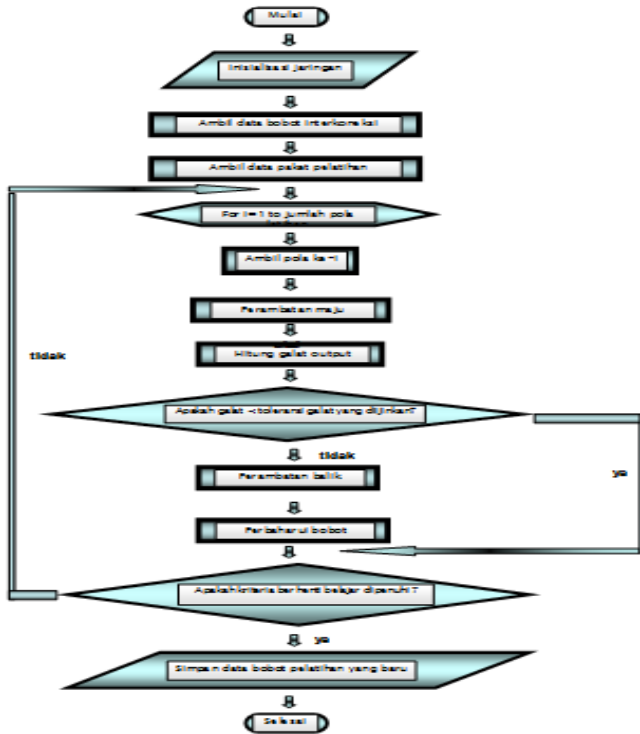 Mulai
Inisialisasi jaringan
Ambil data bobot interkoneksi
Ambil data paket pelatihan
For i= 1 to jumlah pola
Ambil pola ke -i
Perambatan maju
Hitung galat output
tidak
Apakah galat < toleransi galat yang diijinkan?
tidak
ya
Perambatan balik
Perbaharui bobot
Apakah kriteria berhenti belajar dipenuhi ?
ya
Simpan data bobot pelatihan yang baru
Selesai